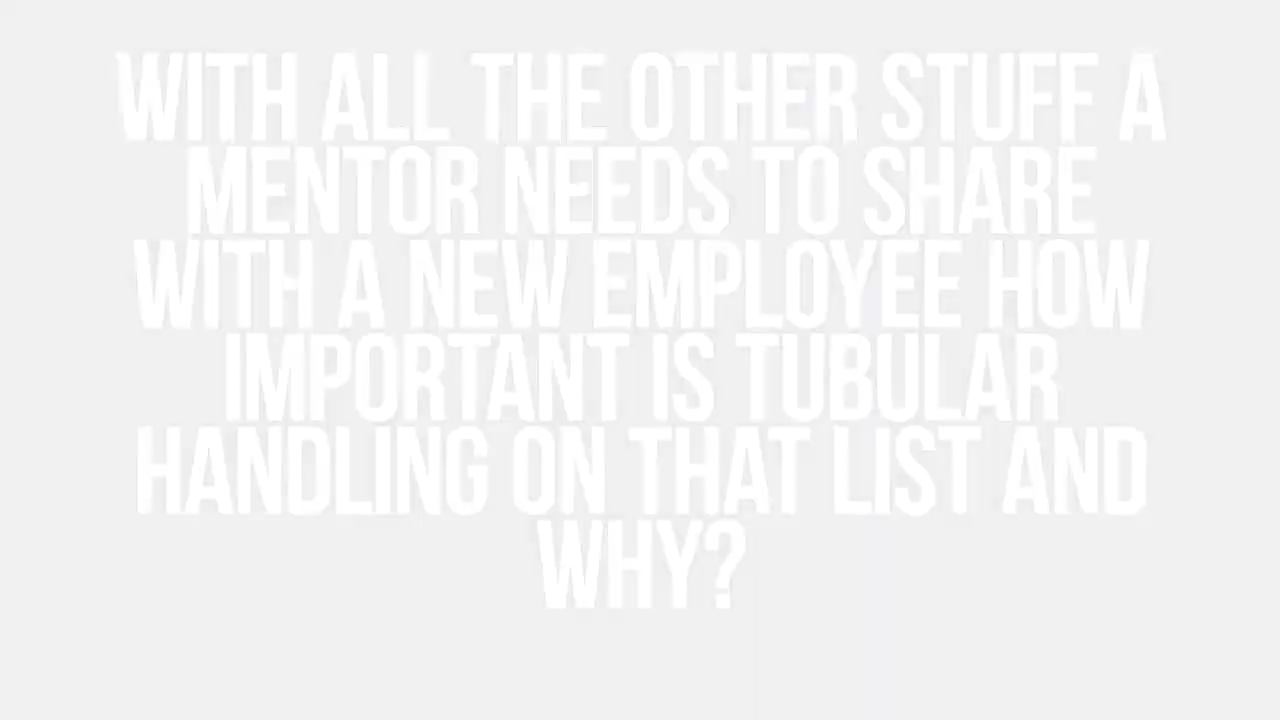 WITH ALL THE OTHER STUFF A
MENTOR NEEDS TO SHARE
WITH A NEW EMPLOYEE HOW
IMPORTANT IS TUBULAR
HANDLING ON THAT LIST AND
WHY?